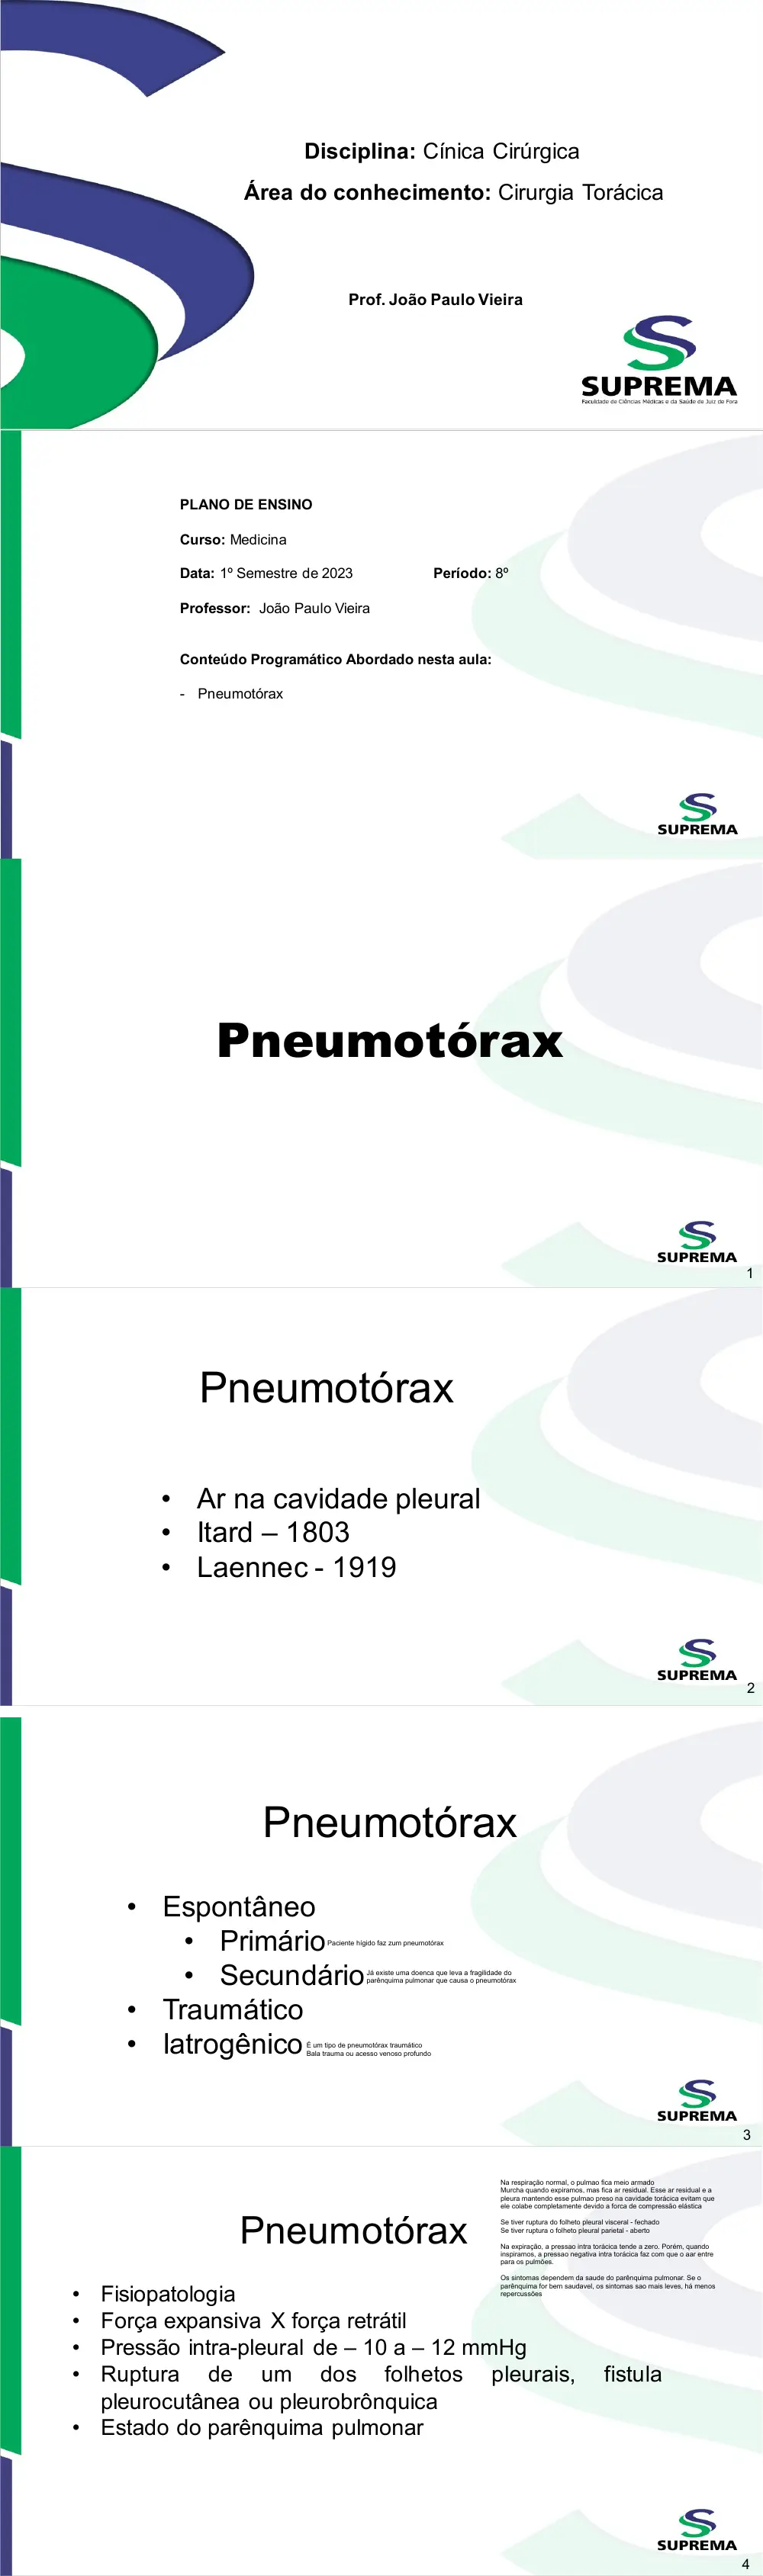 Disciplina: Cínica Cirúrgica
Área do conhecimento: Cirurgia Torácica
Prof. João Paulo Vieira
SUPREMA
Faculdade de Ciências Médicas e da Saúde de Juiz de Fora
PLANO DE ENSINO
Curso: Medicina
Data: 1º Semestre de 2023 Período: 8º
Professor: João Paulo Vieira
Conteúdo Programático Abordado nesta aula:
- Pneumotórax
SUPREMA
Pneumotórax
SUPREMA
1
Pneumotórax
• Ar na cavidade pleural
• Itard – 1803
• Laennec - 1919
SUPREMA
2
Pneumotórax
• Espontâneo
• Primário Paciente hígido faz zum pneumotórax
• Secundário Já existe uma doenca que leva a fragilidade do
parênquima pulmonar que causa o pneumotórax
• Traumático
• Iatrogênico É um tipo de pneumotórax traumático
Bala trauma ou acesso venoso profundo
SUPREMA
3
Na respiração normal, o pulmao fica meio armado
Murcha quando expiramos, mas fica ar residual. Esse ar residual e a
pleura mantendo esse pulmao preso na cavidade torácica evitam que
ele colabe completamente devido a forca de compressão elástica
Se tiver ruptura do folheto pleural visceral - fechado
Se tiver ruptura o folheto pleural parietal - aberto
Na expiração, a pressao intra torácica tende a zero. Porém, quando
inspiramos, a pressao negativa intra torácica faz com que o aar entre
para os pulmões.
Os sintomas dependem da saude do parênquima pulmonar. Se o
parênquima for bem saudavel, os sintomas sao mais leves, há menos
repercussões
Pneumotórax
• Fisiopatologia
• Força expansiva X força retrátil
• Pressão intra-pleural de – 10 a – 12 mmHg
• Ruptura de um dos folhetos pleurais, fistula
pleurocutânea ou pleurobrônquica
• Estado do parênquima pulmonar
SUPREMA
4